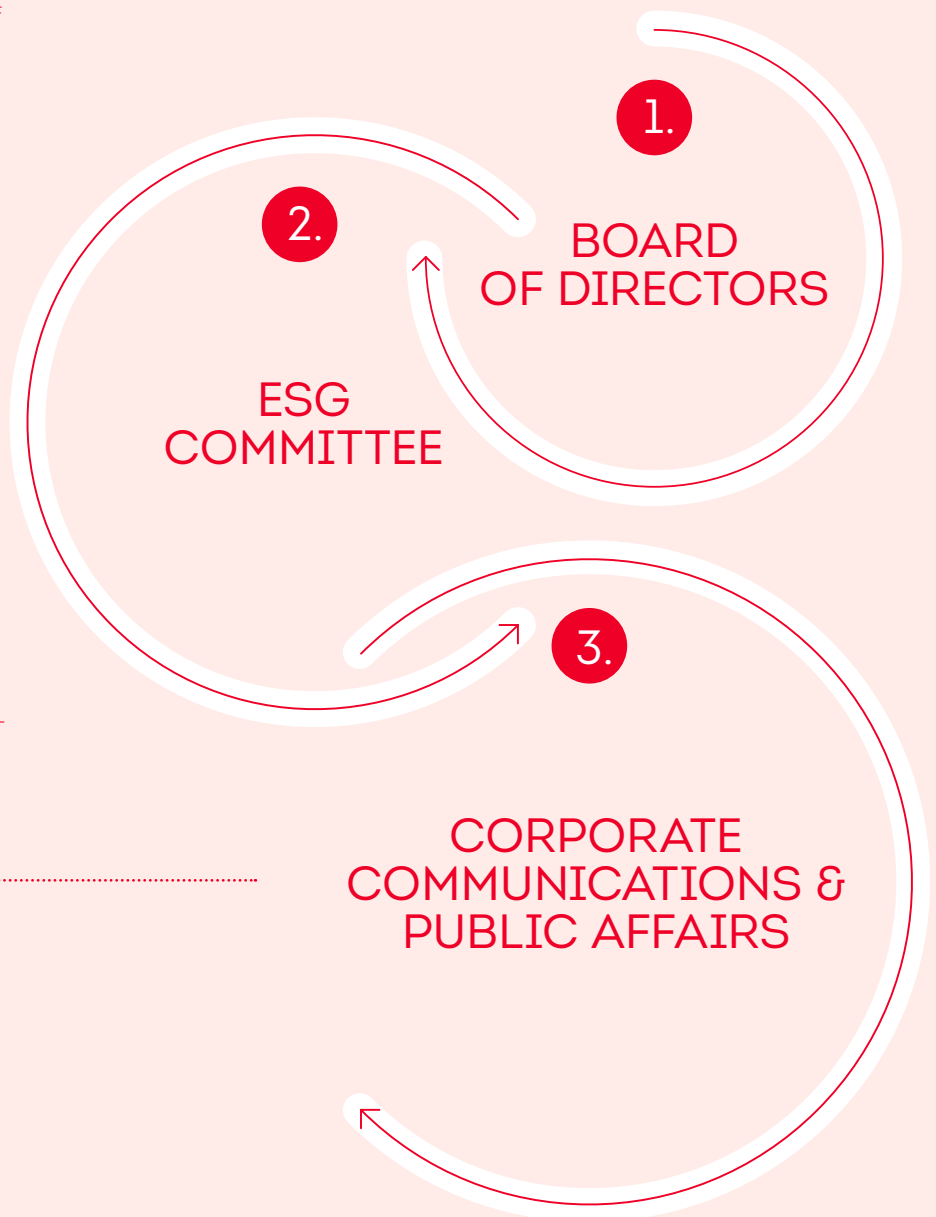 1.
BOARD
OF DIRECTORS
2.
ESG
COMMITTEE
3.
CORPORATE
COMMUNICATIONS &
PUBLIC AFFAIRS